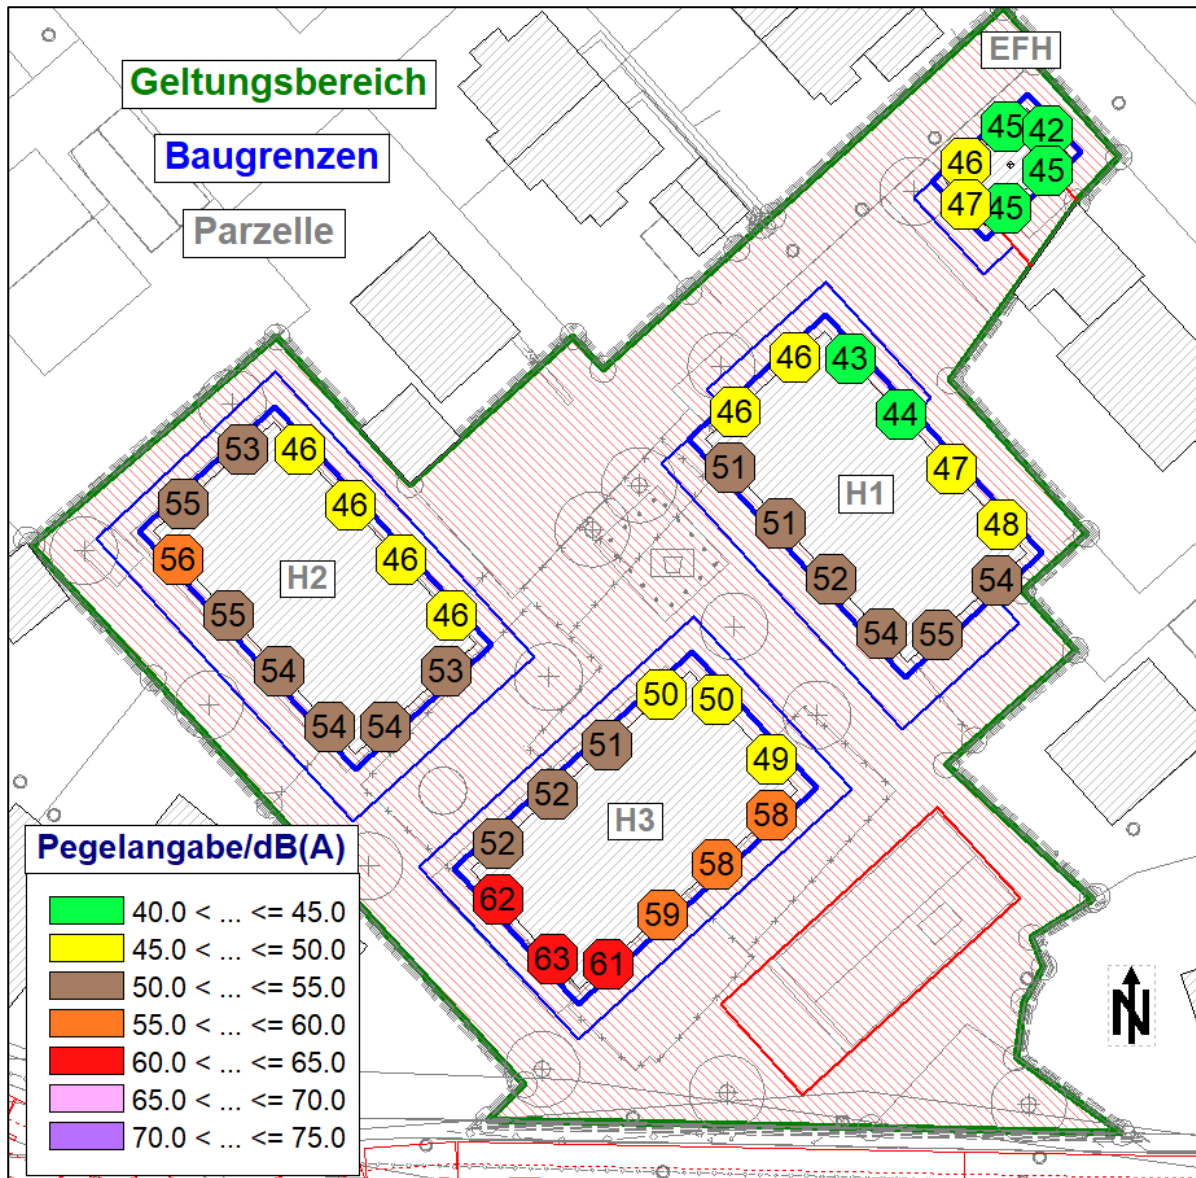 EFH
Geltungsbereich
Baugrenzen
Parzelle
45
42
46
45
47
45
46
43
46
44
51
47
H1
51
48
52
54
54
55
53
46
55
46
56
46
H2
55
46
54
53
54
54
50
50
51
49
52
58
H3
52
58
62
59
63
61
Pegelangabe/dB(A)
40.0 < ... <= 45.0
45.0 < ... <= 50.0
50.0 < ... <= 55.0
55.0 < ... <= 60.0
60.0 < ... <= 65.0
65.0 < ... <= 70.0
70.0 < ... <= 75.0
N